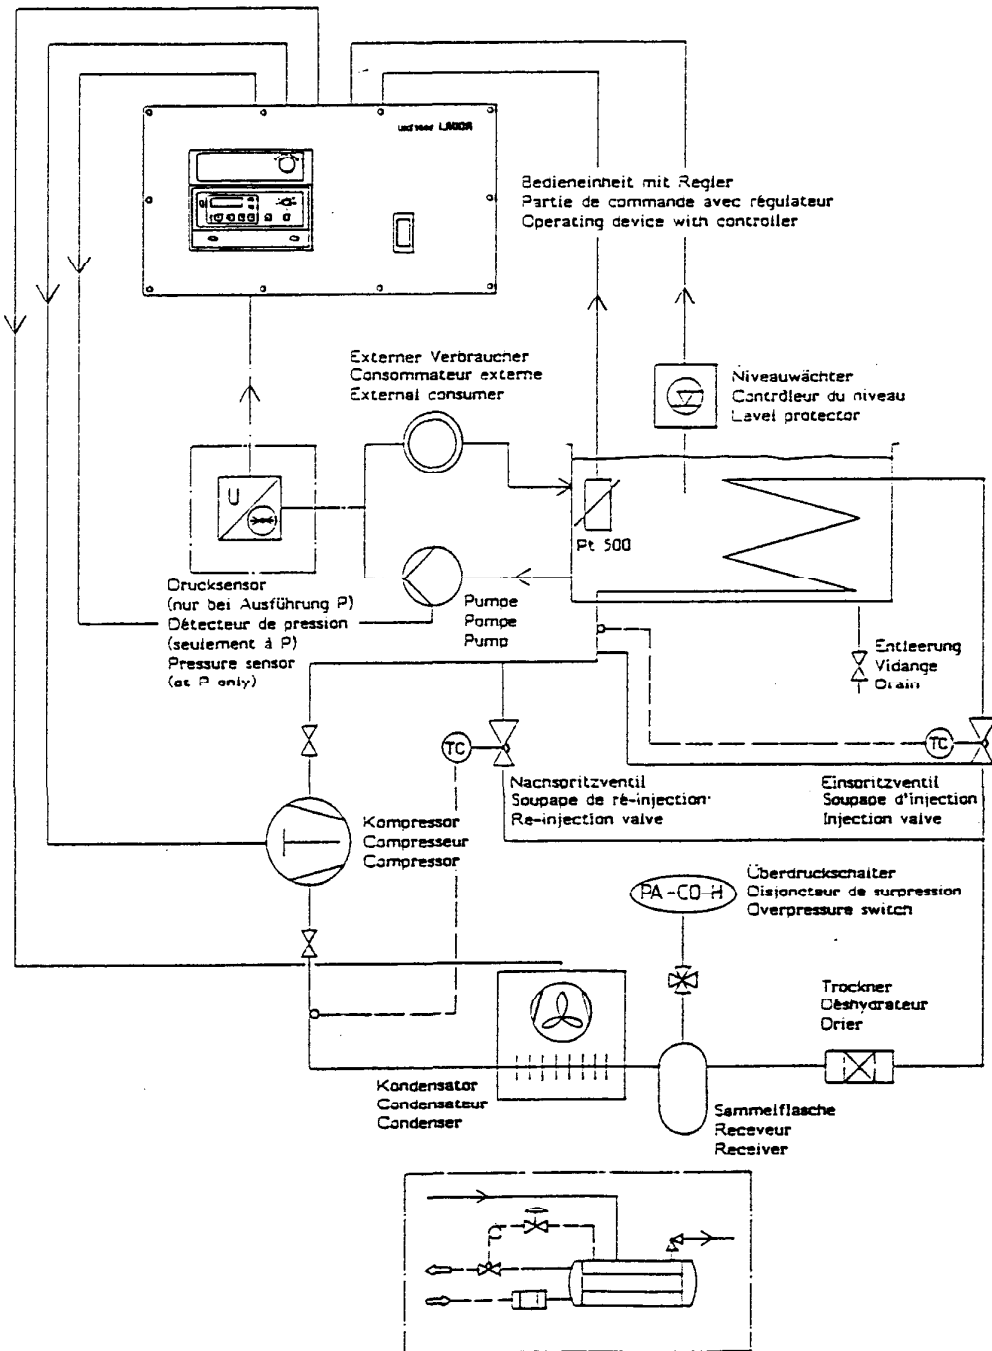 LAUDA
Bedieneinheit mit Regler
Partie de commande avec régulateur
Operating device with controller
Externer Verbraucher
Consommateur externe
External consumer
Niveauwächter
Contrôleur du niveau
Lavel protector
U
Pt 500
Drucksensor
(nur bei Ausführung P)
Détecteur de pression
(seulement à P)
Pressure sensor
(at P only)
Pumpe
Pompe
Pump
Entleerung
Vidange
Drain
TC
TC
Nachspritzventil
Soupape de ré-injection
Re-injection valve
Einspritzventil
Soupape d'injection
Injection valve
Kompressor
Compresseur
Compressor
PA-CO-H
Überdruckschalter
Disjoncteur de surpression
Overpressure switch
Trockner
Déshydrateur
Drier
Kondensator
Condensateur
Condenser
Sammelflasche
Receveur
Receiver